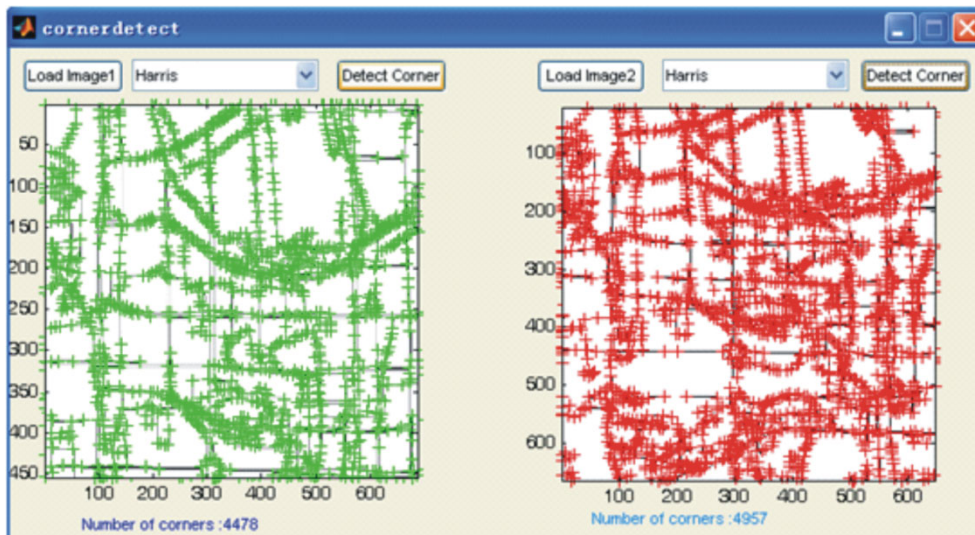 cornerdetect
Load Image1 Harris Detect Corner Load Image2 Harris Detect Corner
50
100
150
200
250
300
350
400
450
100 200 300 400 500 600
Number of corners :4478
100
200
300
400
500
600
100 200 300 400 500 600
Number of corners :4957